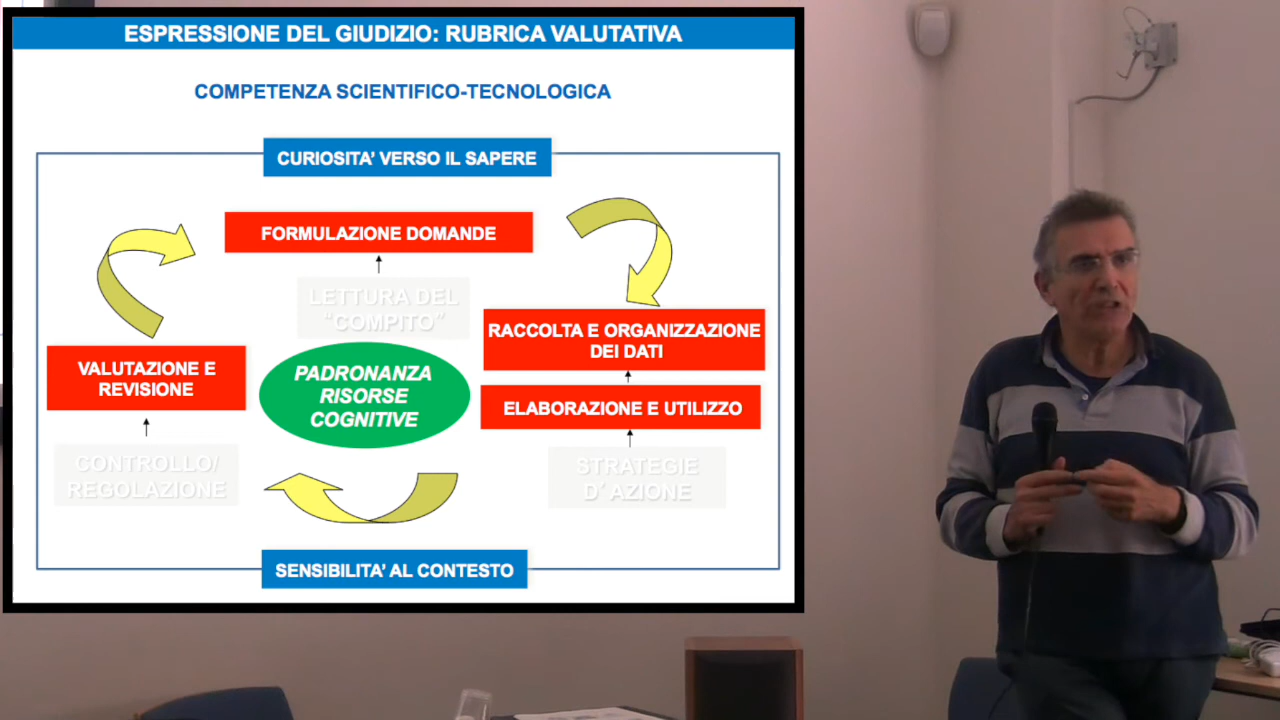 ESPRESSIONE DEL GIUDIZIO: RUBRICA VALUTATIVA
COMPETENZA SCIENTIFICO-TECNOLOGICA
CURIOSITA’ VERSO IL SAPERE
FORMULAZIONE DOMANDE
LETTURA DEL
“COMPITO”
RACCOLTA E ORGANIZZAZIONE
DEI DATI
VALUTAZIONE E
REVISIONE
PADRONANZA
RISORSE
COGNITIVE
ELABORAZIONE E UTILIZZO
CONTROLLO/
REGOLAZIONE
STRATEGIE
D’ AZIONE
SENSIBILITA’ AL CONTESTO